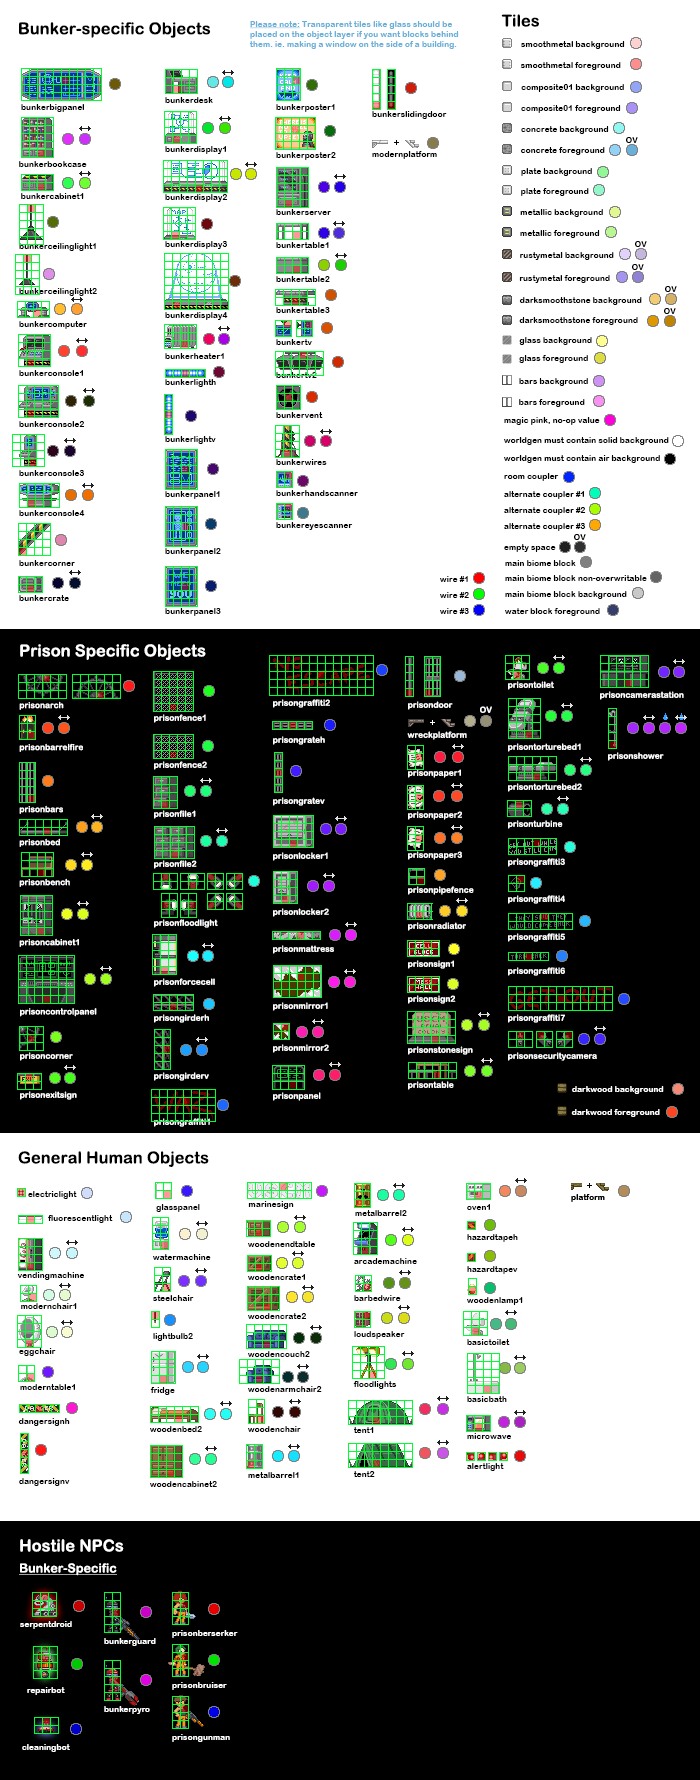 Bunker-specific Objects
Please note: Transparent tiles like glass should be
placed on the object layer if you want blocks behind
them. ie. making a window on the side of a building.
bunkerbigpanel
bunkerbookcase
bunkercabinet1
bunkerceilinglight1
bunkerceilinglight2
bunkercomputer
bunkerconsole1
bunkerconsole2
bunkerconsole3
bunkerconsole4
bunkercorner
bunkercrate
bunkerdesk
bunkerdisplay1
bunkerdisplay2
bunkerdisplay3
bunkerdisplay4
bunkerheater1
bunkerlighth
bunkerlightv
bunkerpanel1
bunkerpanel2
bunkerpanel3
bunkerposter1
bunkerposter2
bunkerserver
bunkertable1
bunkertable2
bunkertable3
bunkertv
bunkertv2
bunkervent
bunkerwires
bunkerhandscanner
bunkereyescanner
bunkerslidingdoor
modernplatform
wire #1
wire #2
wire #3
Tiles
smoothmetal background
smoothmetal foreground
composite01 background
composite01 foreground
concrete background
OV
concrete foreground
plate background
plate foreground
metallic background
metallic foreground
OV
rustymetal background
OV
rustymetal foreground
OV
darksmoothstone background
OV
darksmoothstone foreground
glass background
glass foreground
bars background
bars foreground
magic pink, no-op value
worldgen must contain solid background
worldgen must contain air background
room coupler
alternate coupler #1
alternate coupler #2
alternate coupler #3
OV
empty space
main biome block
main biome block non-overwritable
main biome block background
water block foreground
Prison Specific Objects
prisonarch
prisonbarrelfire
prisonbars
prisonbed
prisonbench
prisoncabinet1
prisoncontrolpanel
prisoncorner
prisonexitsign
prisonfence1
prisonfence2
prisonfile1
prisonfile2
prisonfloodlight
prisonforcecell
prisongirderh
prisongirderv
prisongraffiti1
NO
ESCAPE
prisongraffiti2
prisongrateh
prisongratev
prisonlocker1
prisonlocker2
prisonmattress
prisonmirror1
prisonmirror2
prisonpanel
prisondoor
OV
wreckplatform
prisonpaper1
prisonpaper2
prisonpaper3
prisonpipefence
prisonradiator
CELL
BLOCK
prisonsign1
MESS
HALL
prisonsign2
USCM
PENAL
COLONY
prisonstonesign
prisontable
prisontoilet
prisontorturebed1
prisontorturebed2
prisonturbine
prisongraffiti3
prisongraffiti4
prisongraffiti5
prisongraffiti6
prisongraffiti7
prisonsecuritycamera
prisoncamerastation
prisonshower
darkwood background
darkwood foreground
General Human Objects
electriclight
fluorescentlight
vendingmachine
modernchair1
eggchair
moderntable1
dangersignh
dangersignv
glasspanel
watermachine
steelchair
lightbulb2
fridge
woodenbed2
woodencabinet2
marinesign
woodenendtable
woodencrate1
woodencrate2
woodencouch2
woodenarmchair2
woodenchair
metalbarrel1
metalbarrel2
arcademachine
barbedwire
loudspeaker
floodlights
tent1
tent2
oven1
hazardtapeh
hazardtapev
woodenlamp1
basictoilet
basicbath
microwave
alertlight
platform
Hostile NPCs
Bunker-Specific
serpentdroid
repairbot
cleaningbot
bunkerguard
bunkerpyro
prisonberserker
prisonbruiser
prisongunman